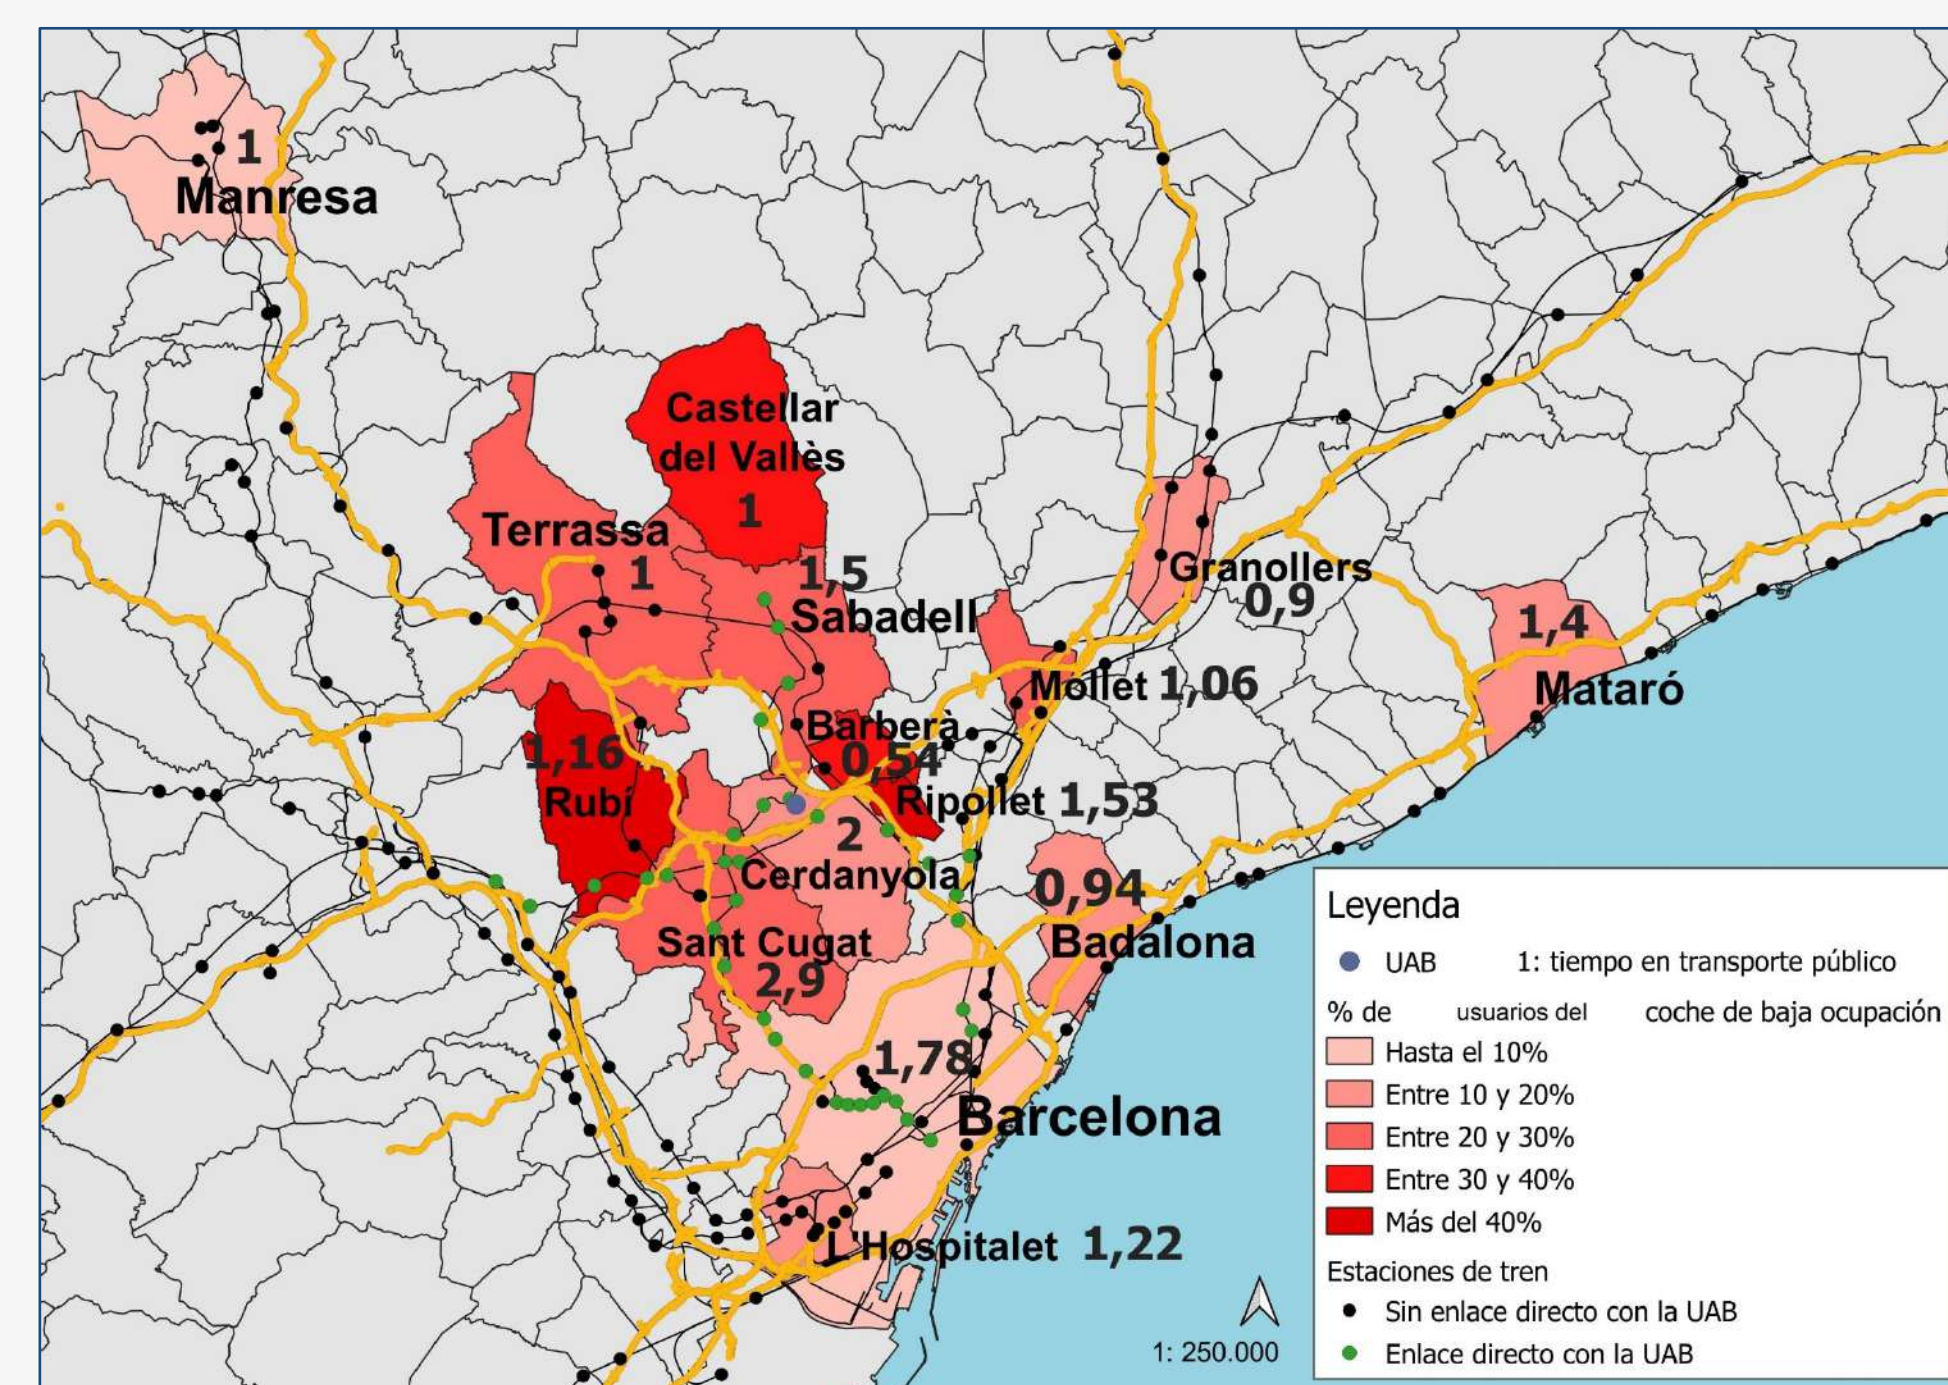 1
Manresa
Castellar
del Vallès
1
Terrassa
1
1,5
Sabadell
Granollers
0,9
1,4
Mataró
Mollet 1,06
Barberà
0,54
1,16
Rubí
Ripollet 1,53
2
Cerdanyola
0,94
Badalona
Sant Cugat
2,9
1,78
Barcelona
L'Hospitalet 1,22
1: 250.000
Leyenda
UAB 1: tiempo en transporte público
% de usuarios del coche de baja ocupación
Hasta el 10%
Entre 10 y 20%
Entre 20 y 30%
Entre 30 y 40%
Más del 40%
Estaciones de tren
Sin enlace directo con la UAB
Enlace directo con la UAB